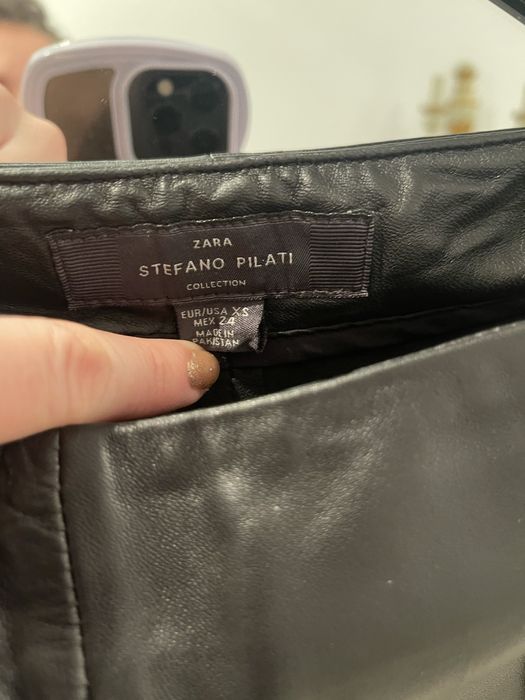 ZARA
STEFANO PILATI
COLLECTION
EUR/USA XS
MEX 24
MADE IN
PAKISTAN